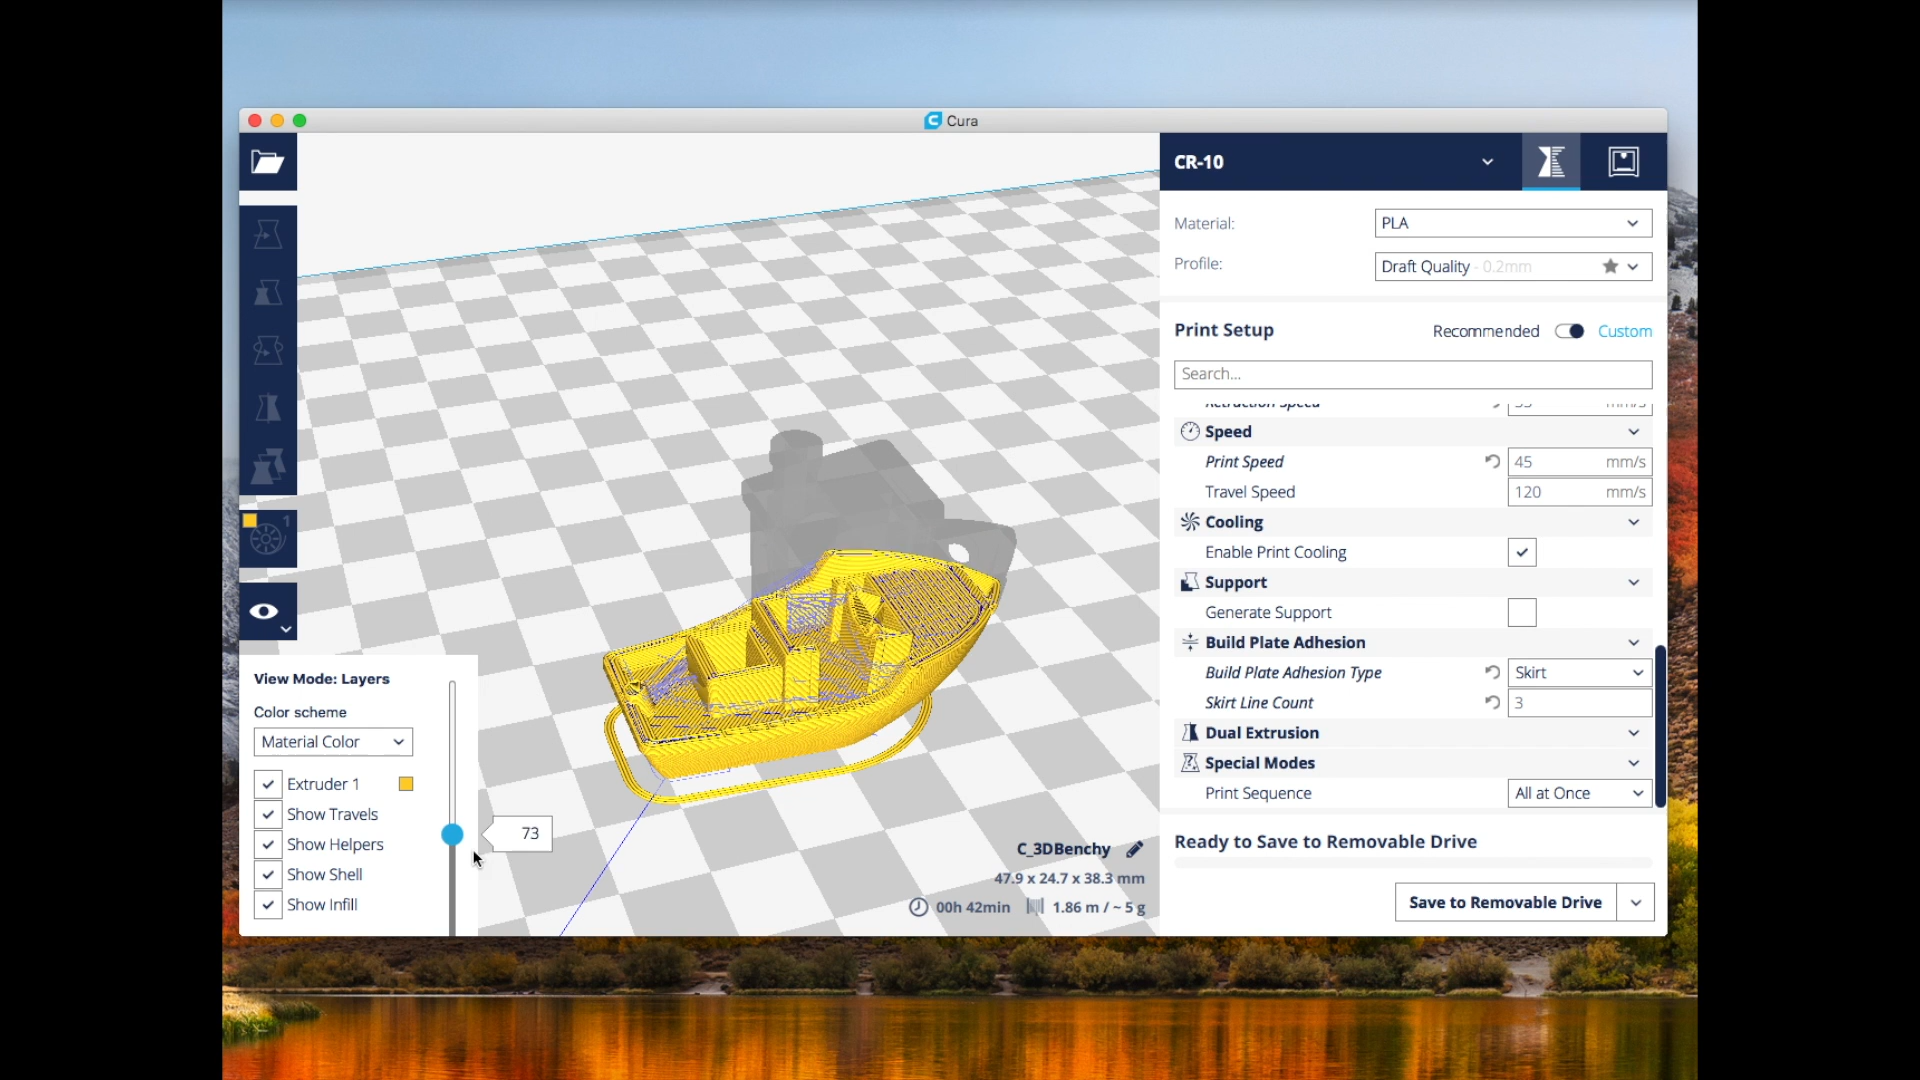 Cura
CR-10
Material:
PLA
Profile:
Draft Quality - 0.2mm
Print Setup
Recommended
Custom
Search...
Retraction Speed
Speed
Print Speed
45 mm/s
Travel Speed
120 mm/s
Cooling
Enable Print Cooling
Support
Generate Support
Build Plate Adhesion
Build Plate Adhesion Type
Skirt
Skirt Line Count
3
Dual Extrusion
Special Modes
Print Sequence
All at Once
Ready to Save to Removable Drive
Save to Removable Drive
1
View Mode: Layers
Color scheme
Material Color
Extruder 1
Show Travels
Show Helpers
Show Shell
Show Infill
73
C_3DBenchy
47.9 x 24.7 x 38.3 mm
00h 42min
1.86 m / ~ 5 g